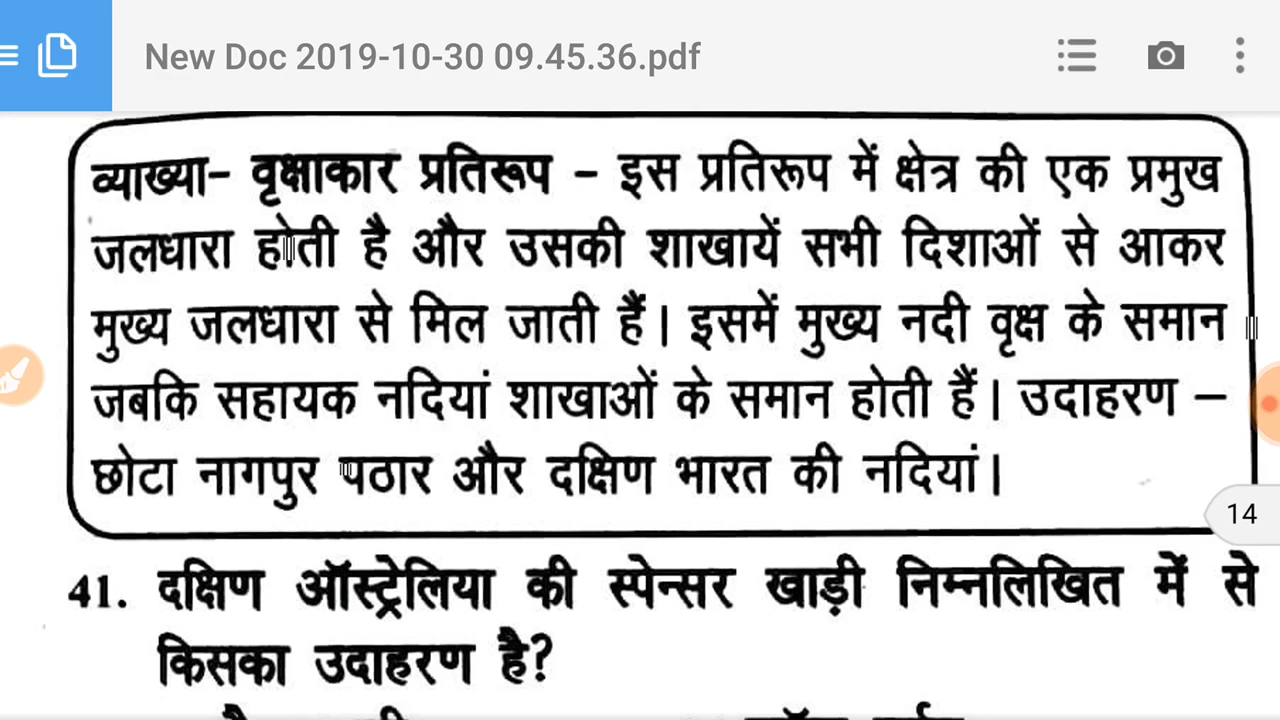 New Doc 2019-10-30 09.45.36.pdf
व्याख्या- वृक्षाकार प्रतिरूप - इस प्रतिरूप में क्षेत्र की एक प्रमुख
जलधारा होती है और उसकी शाखायें सभी दिशाओं से आकर
मुख्य जलधारा से मिल जाती हैं। इसमें मुख्य नदी वृक्ष के समान
जबकि सहायक नदियां शाखाओं के समान होती हैं। उदाहरण –
छोटा नागपुर पठार और दक्षिण भारत की नदियां।
14
41. दक्षिण ऑस्ट्रेलिया की स्पेन्सर खाड़ी निम्नलिखित में से
किसका उदाहरण है?